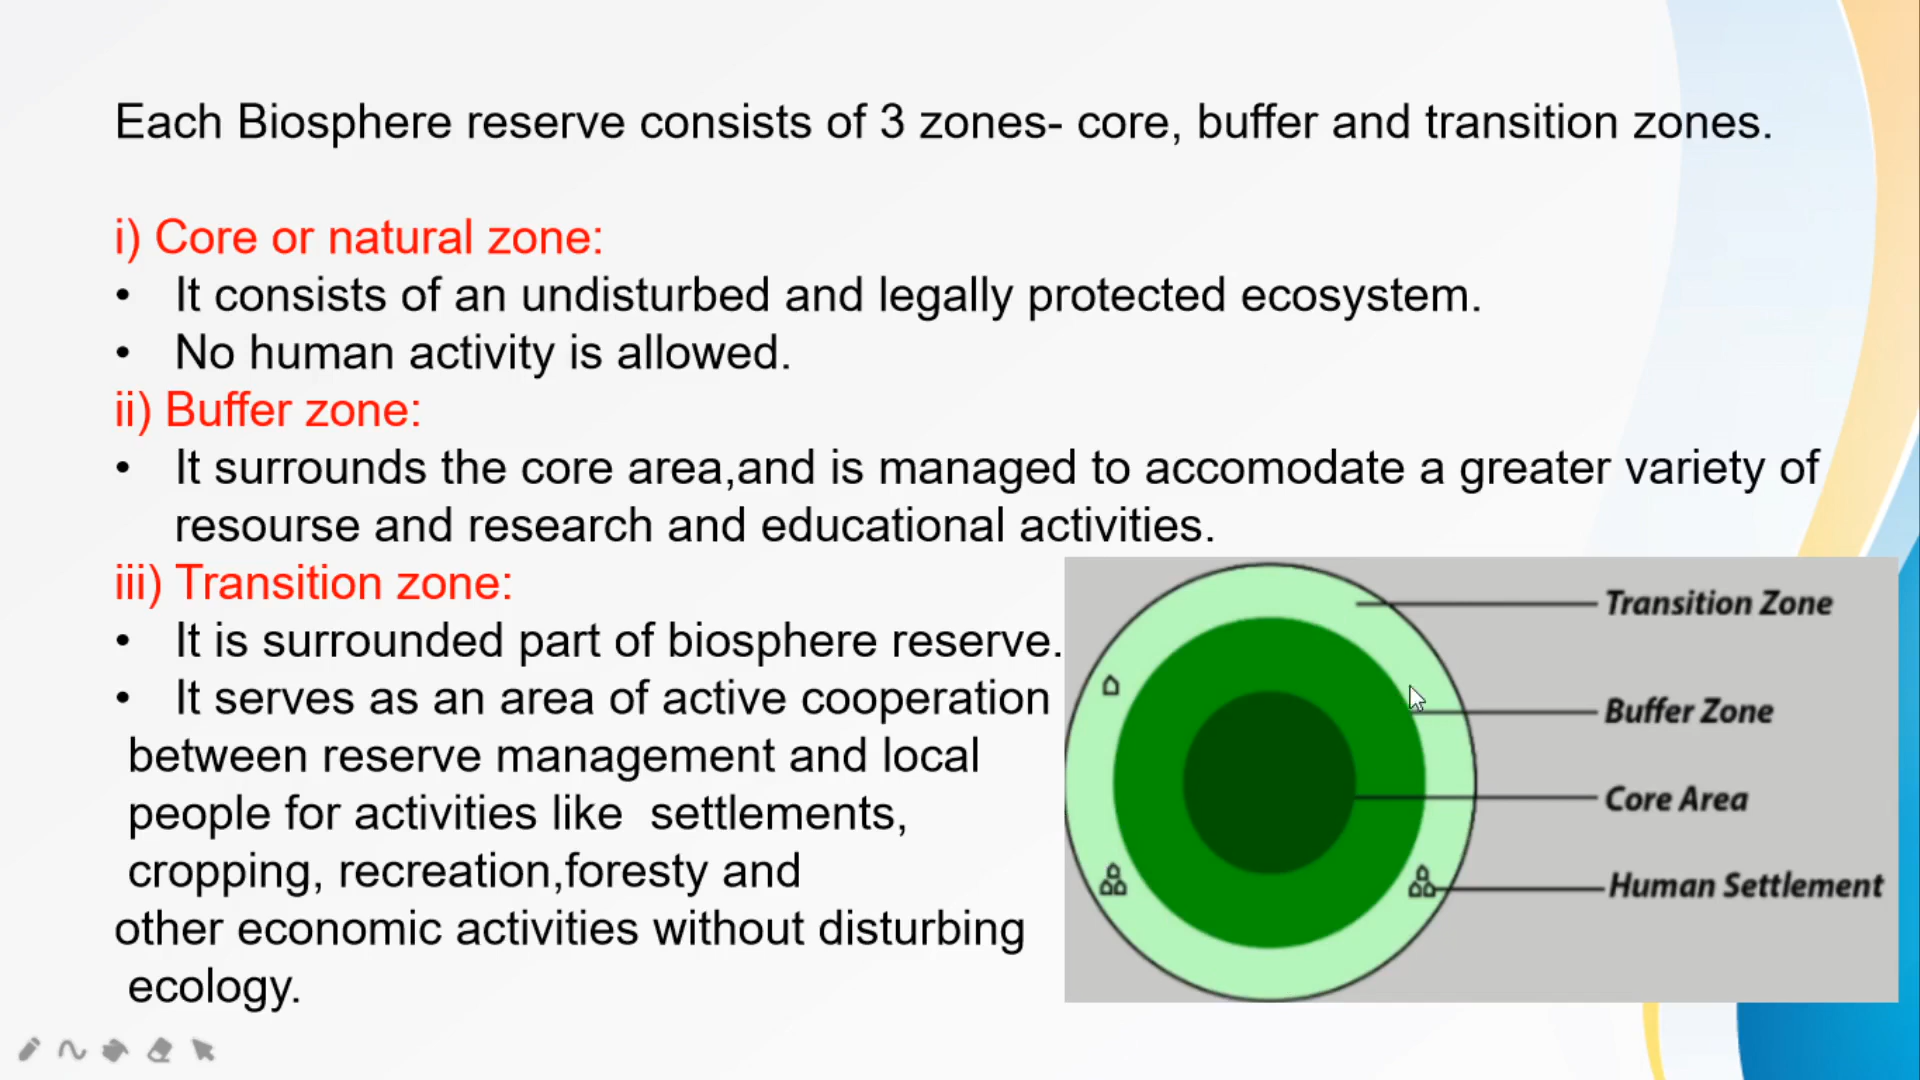 Each Biosphere reserve consists of 3 zones- core, buffer and transition zones.
i) Core or natural zone:
• It consists of an undisturbed and legally protected ecosystem.
• No human activity is allowed.
ii) Buffer zone:
• It surrounds the core area,and is managed to accomodate a greater variety of
resourse and research and educational activities.
iii) Transition zone:
• It is surrounded part of biosphere reserve.
• It serves as an area of active cooperation
between reserve management and local
people for activities like  settlements,
cropping, recreation,foresty and
other economic activities without disturbing
ecology.
Transition Zone
Buffer Zone
Core Area
Human Settlement